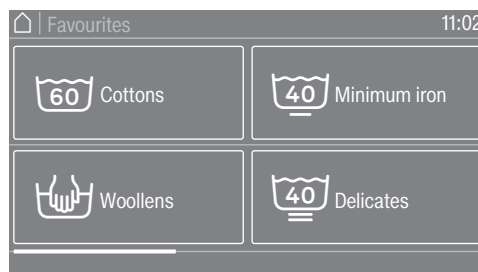 Favourites 11:02
60 Cottons
40 Minimum iron
Woollens
40 Delicates